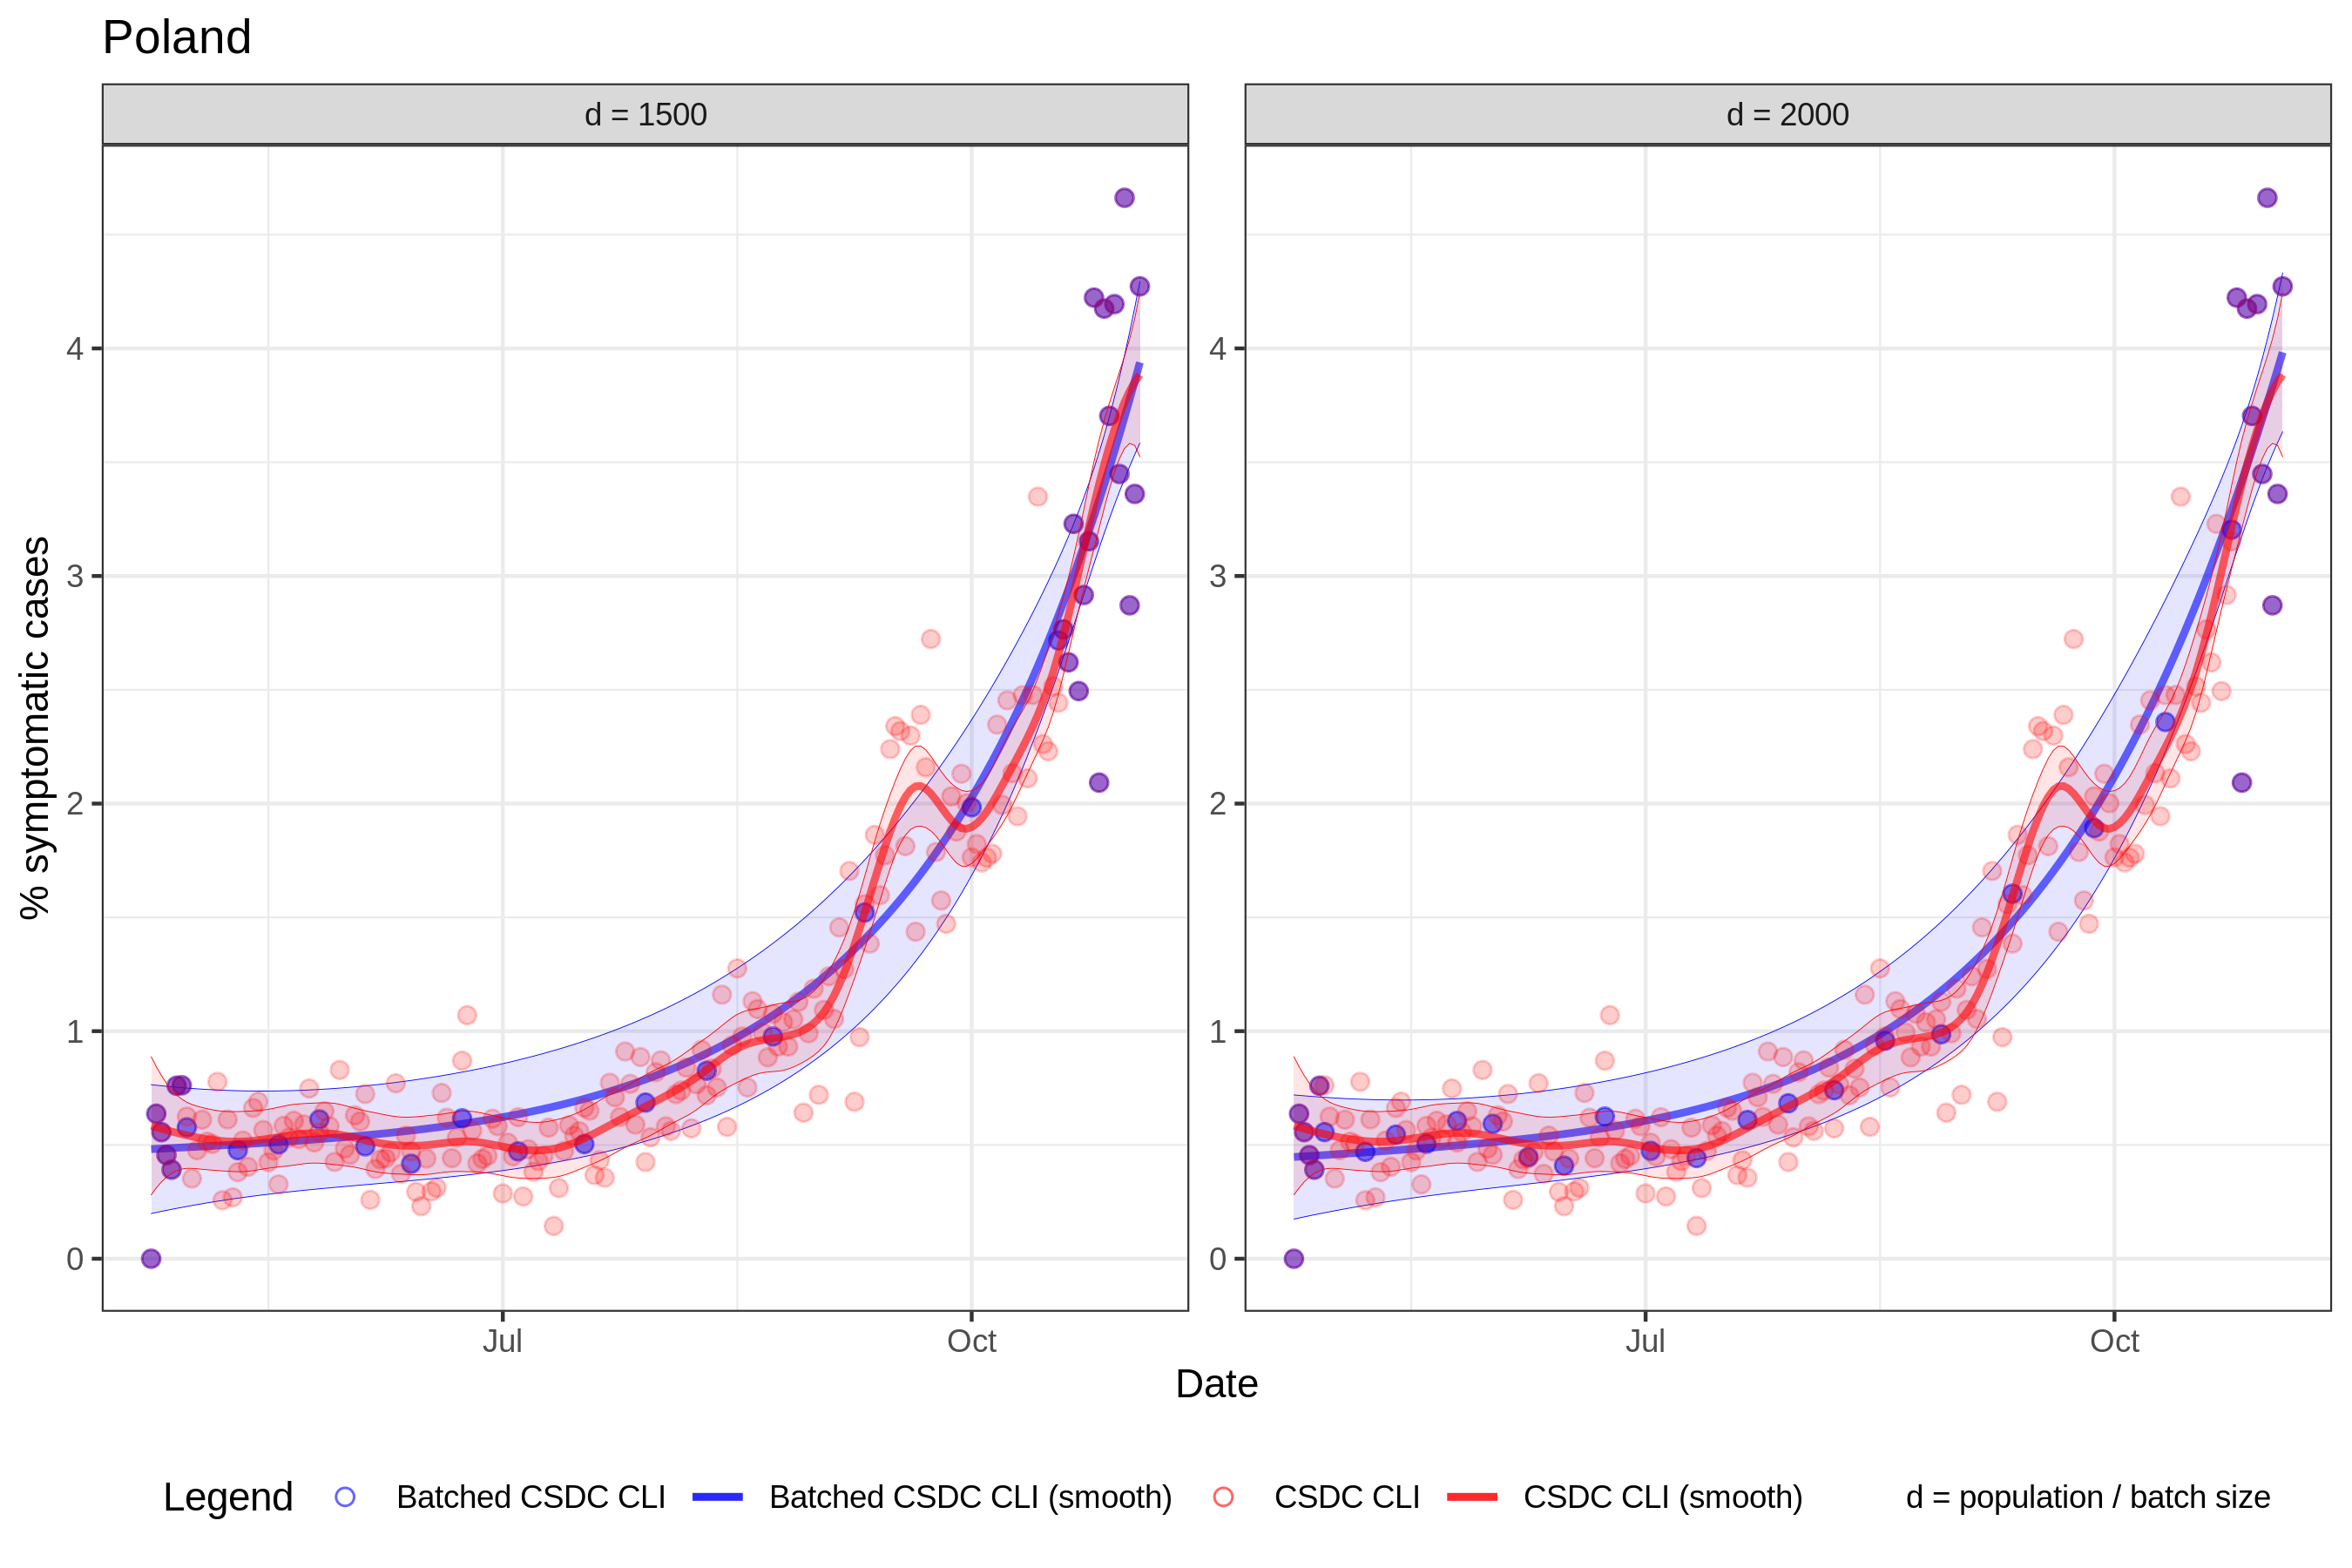 Poland
d = 1500
d = 2000
% symptomatic cases
4
3
2
1
0
4
3
2
1
0
Jul
Oct
Jul
Oct
Date
Legend
Batched CSDC CLI
Batched CSDC CLI (smooth)
CSDC CLI
CSDC CLI (smooth)
d = population / batch size